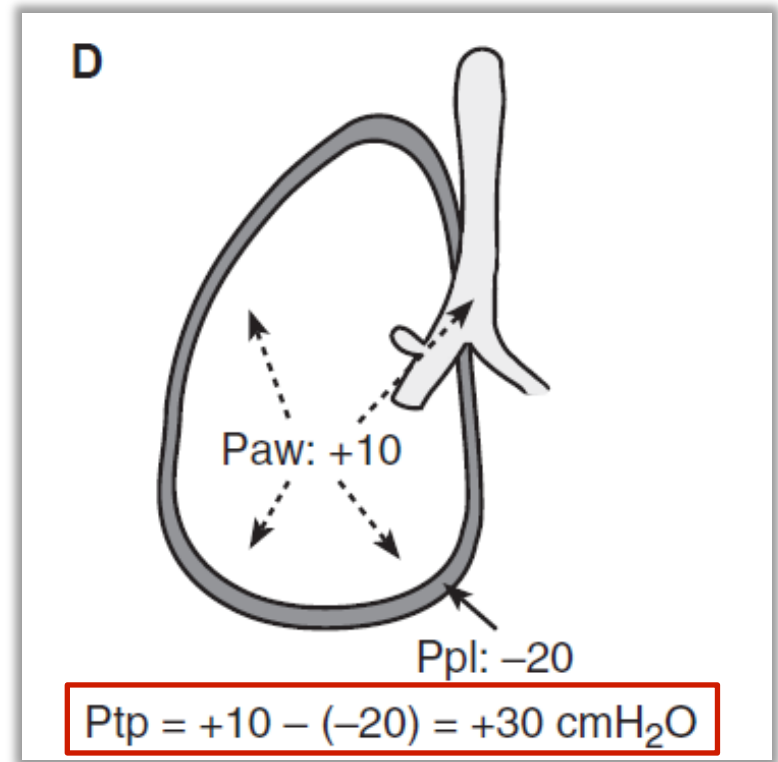 D
Paw: +10
Ppl: –20
Ptp = +10 – (–20) = +30 cmH₂O